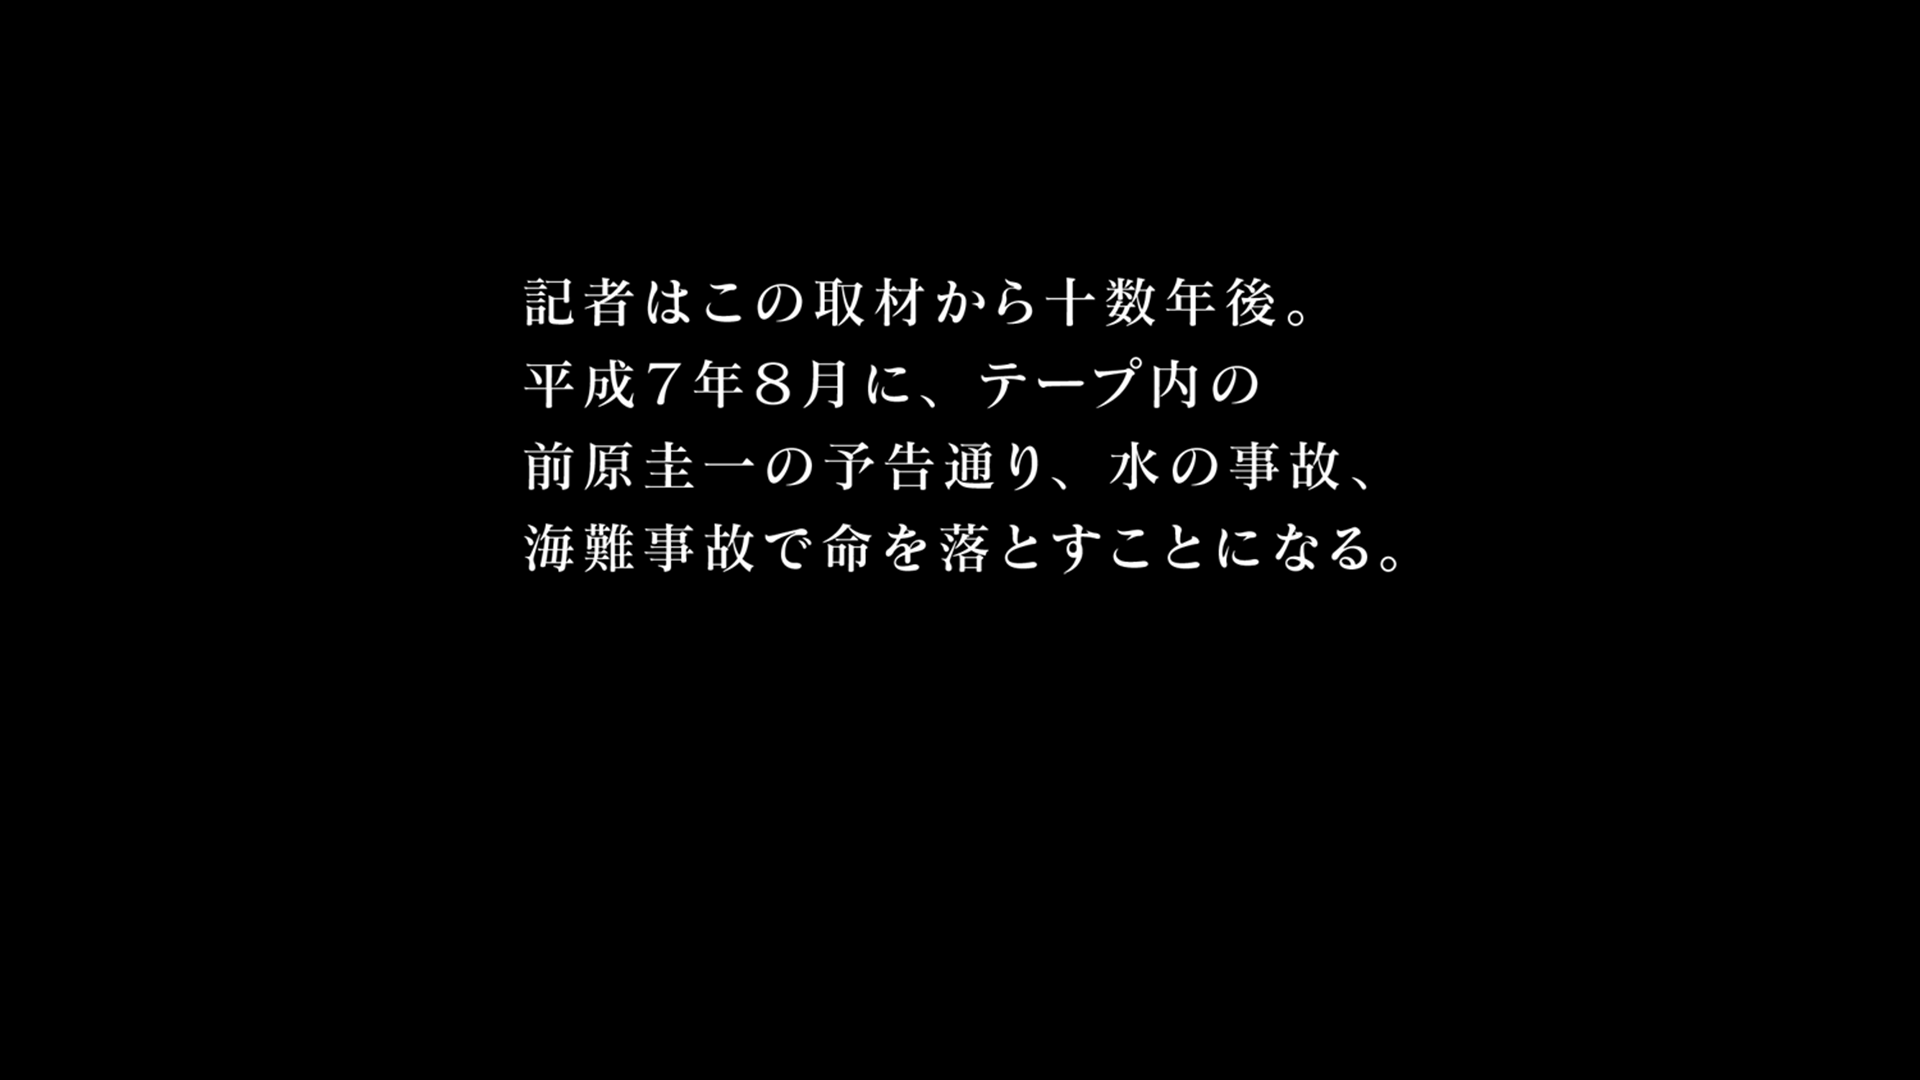 記者はこの取材から十数年後。
平成７年８月に、テープ内の
前原圭一の予告通り、水の事故、
海難事故で命を落とすことになる。